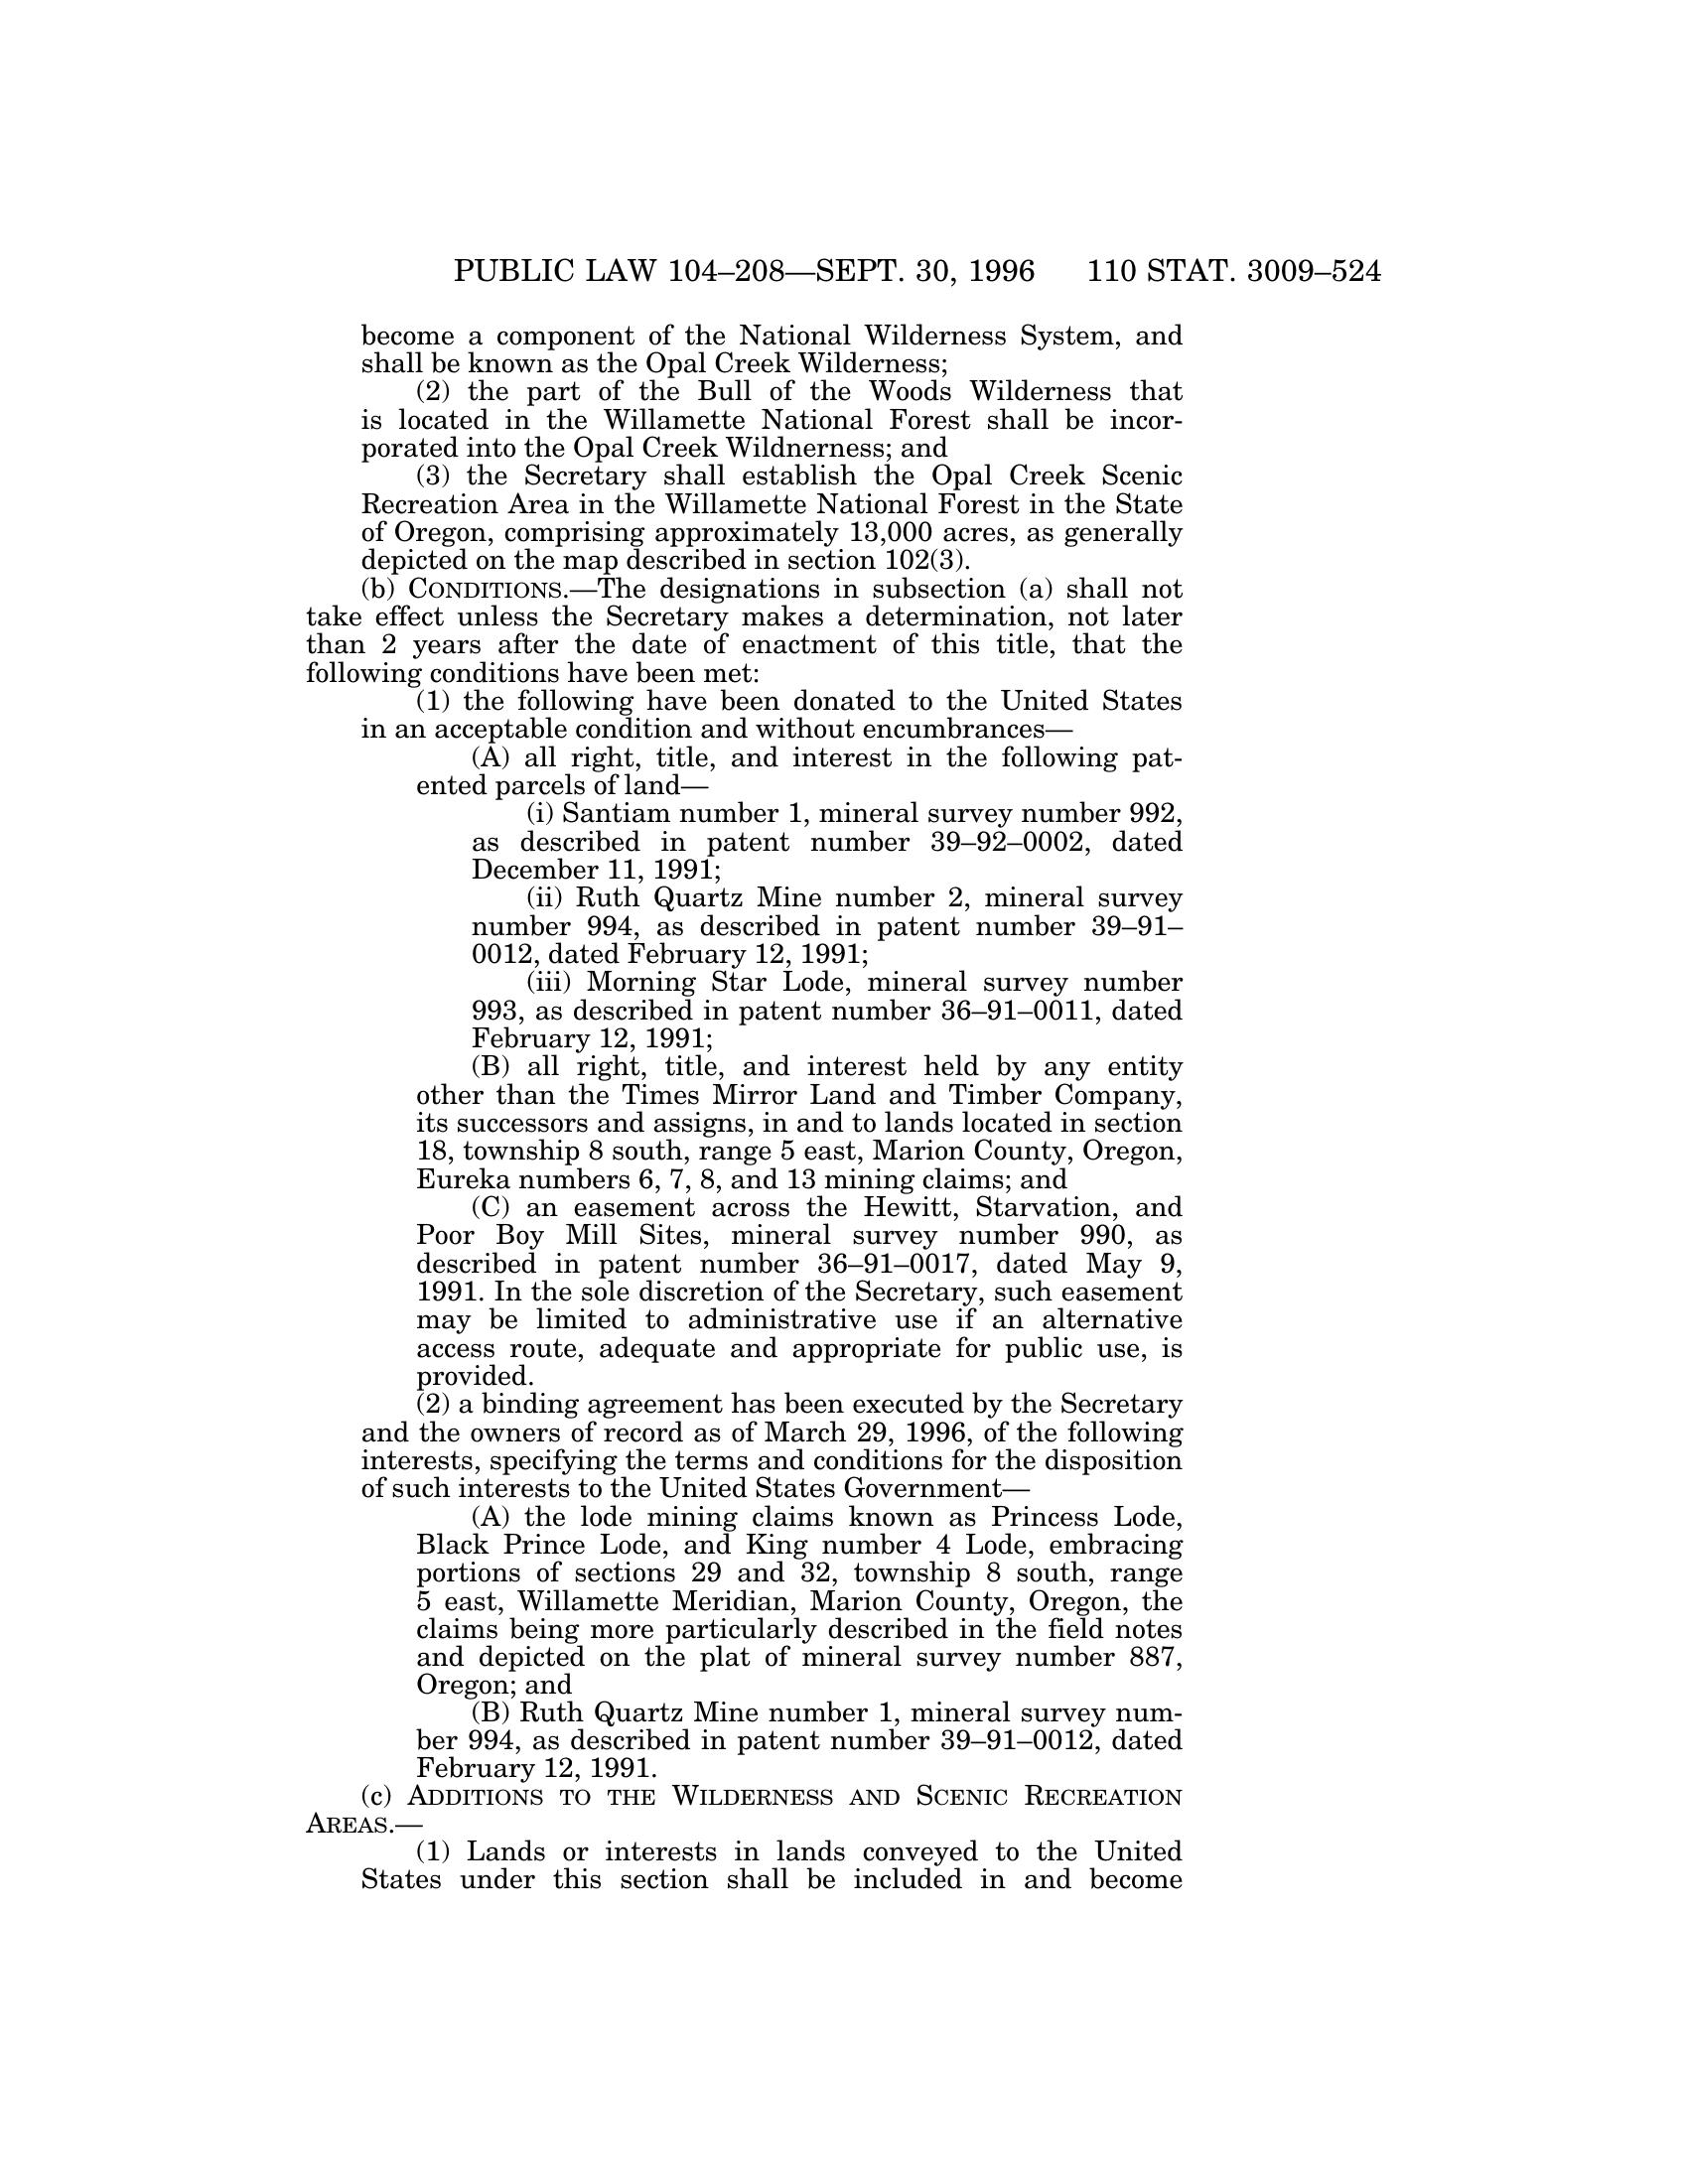 PUBLIC LAW 104–208—SEPT. 30, 1996 110 STAT. 3009–524
become a component of the National Wilderness System, and
shall be known as the Opal Creek Wilderness;
(2) the part of the Bull of the Woods Wilderness that
is located in the Willamette National Forest shall be incor-
porated into the Opal Creek Wildnerness; and
(3) the Secretary shall establish the Opal Creek Scenic
Recreation Area in the Willamette National Forest in the State
of Oregon, comprising approximately 13,000 acres, as generally
depicted on the map described in section 102(3).
(b) CONDITIONS.—The designations in subsection (a) shall not
take effect unless the Secretary makes a determination, not later
than 2 years after the date of enactment of this title, that the
following conditions have been met:
(1) the following have been donated to the United States
in an acceptable condition and without encumbrances—
(A) all right, title, and interest in the following pat-
ented parcels of land—
(i) Santiam number 1, mineral survey number 992,
as described in patent number 39–92–0002, dated
December 11, 1991;
(ii) Ruth Quartz Mine number 2, mineral survey
number 994, as described in patent number 39–91–
0012, dated February 12, 1991;
(iii) Morning Star Lode, mineral survey number
993, as described in patent number 36–91–0011, dated
February 12, 1991;
(B) all right, title, and interest held by any entity
other than the Times Mirror Land and Timber Company,
its successors and assigns, in and to lands located in section
18, township 8 south, range 5 east, Marion County, Oregon,
Eureka numbers 6, 7, 8, and 13 mining claims; and
(C) an easement across the Hewitt, Starvation, and
Poor Boy Mill Sites, mineral survey number 990, as
described in patent number 36–91–0017, dated May 9,
1991. In the sole discretion of the Secretary, such easement
may be limited to administrative use if an alternative
access route, adequate and appropriate for public use, is
provided.
(2) a binding agreement has been executed by the Secretary
and the owners of record as of March 29, 1996, of the following
interests, specifying the terms and conditions for the disposition
of such interests to the United States Government—
(A) the lode mining claims known as Princess Lode,
Black Prince Lode, and King number 4 Lode, embracing
portions of sections 29 and 32, township 8 south, range
5 east, Willamette Meridian, Marion County, Oregon, the
claims being more particularly described in the field notes
and depicted on the plat of mineral survey number 887,
Oregon; and
(B) Ruth Quartz Mine number 1, mineral survey num-
ber 994, as described in patent number 39–91–0012, dated
February 12, 1991.
(c) ADDITIONS TO THE WILDERNESS AND SCENIC RECREATION
AREAS.—
(1) Lands or interests in lands conveyed to the United
States under this section shall be included in and become